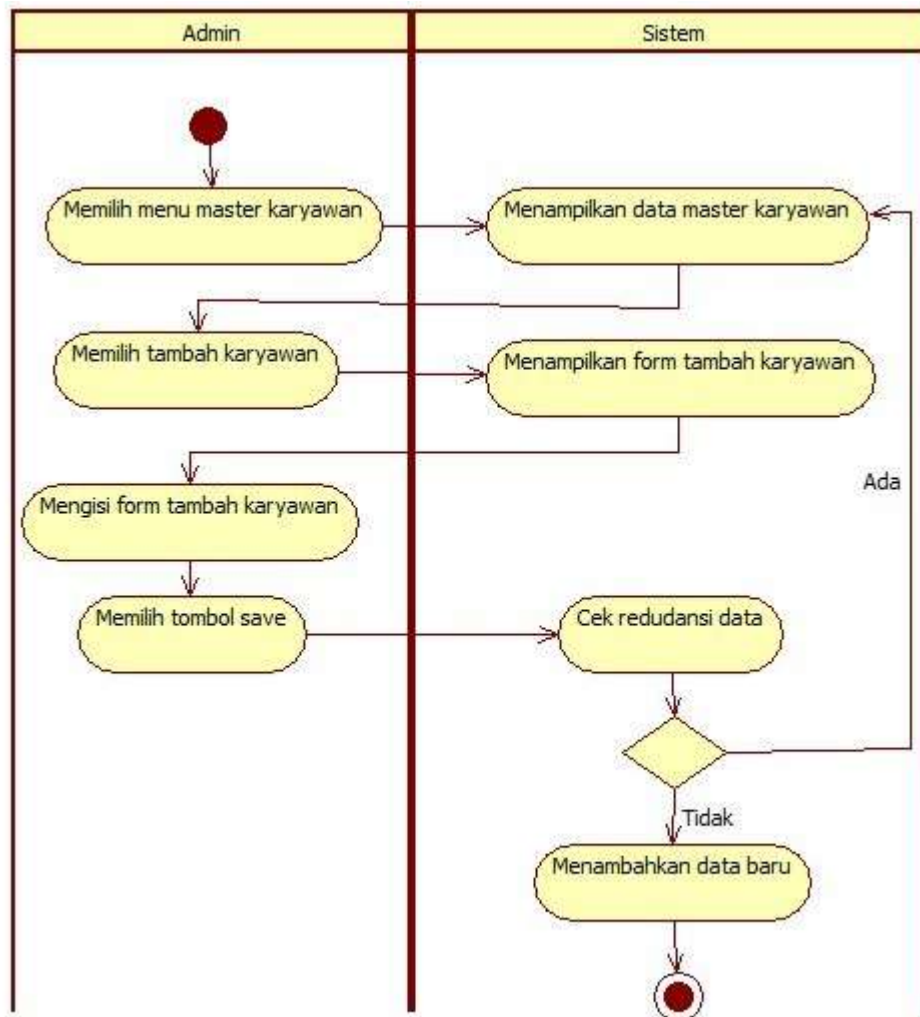 Admin
Sistem
Memilih menu master karyawan
Menampilkan data master karyawan
Memilih tambah karyawan
Menampilkan form tambah karyawan
Mengisi form tambah karyawan
Ada
Memilih tombol save
Cek redudansi data
Tidak
Menambahkan data baru